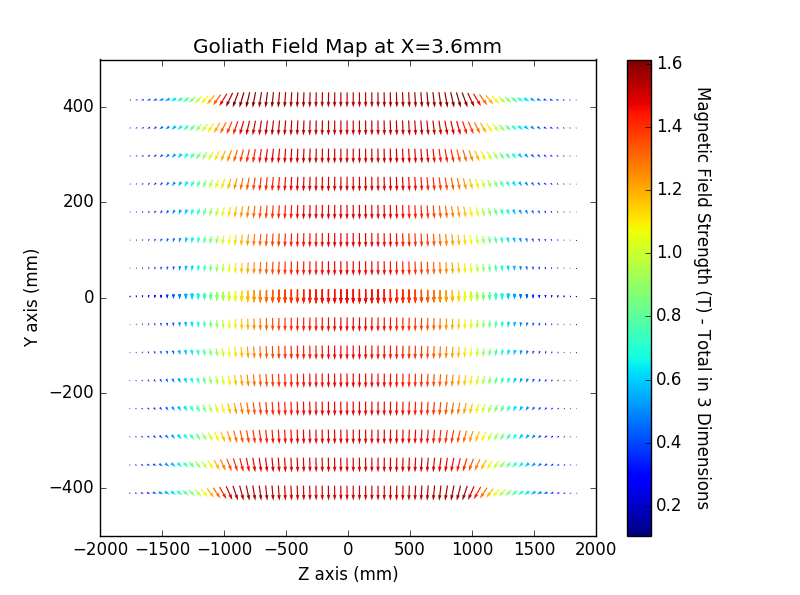 Goliath Field Map at X=3.6mm
400
200
0
−200
−400
Y axis (mm)
−2000 −1500 −1000 −500 0 500 1000 1500 2000
Z axis (mm)
1.6
1.4
1.2
1.0
0.8
0.6
0.4
0.2
Magnetic Field Strength (T) - Total in 3 Dimensions